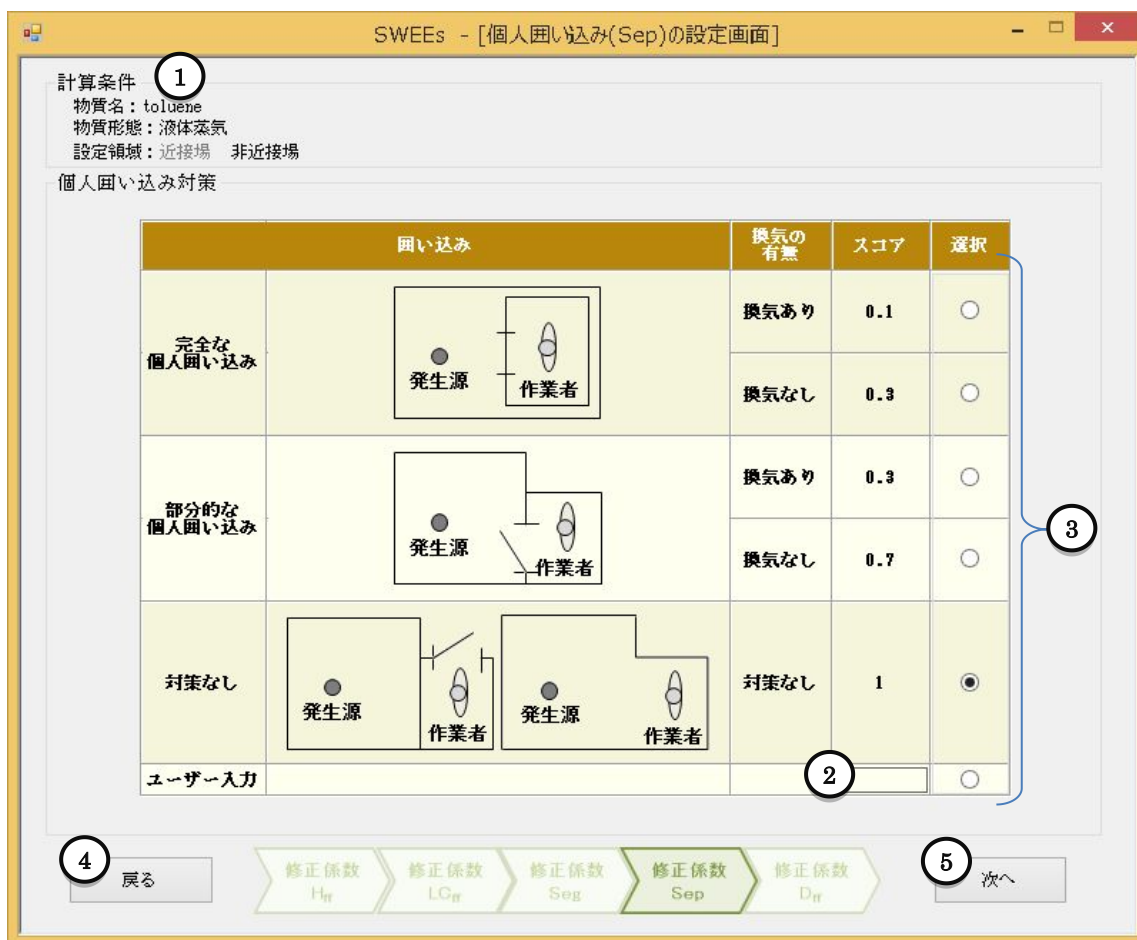 SWEEs - [個人囲い込み(Sep)の設定画面]
計算条件
1
物質名：toluene
物質形態：液体蒸気
設定領域：近接場 非近接場
個人囲い込み対策
囲い込み
換気の
有無
スコア
選択
完全な
個人囲い込み
発生源
作業者
換気あり
0.1
換気なし
0.3
部分的な
個人囲い込み
発生源
作業者
換気あり
0.3
換気なし
0.7
3
対策なし
発生源
作業者
発生源
作業者
対策なし
1
ユーザー入力
2
4
戻る
修正係数
Hff
修正係数
LCff
修正係数
Seg
修正係数
Sep
修正係数
Dff
5
次へ